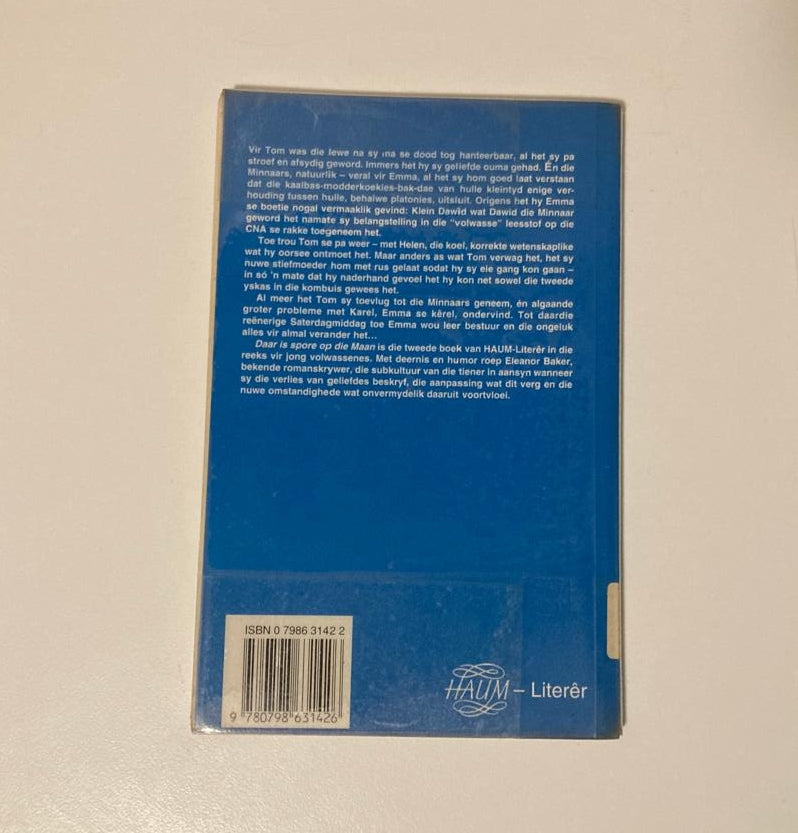 Vir Tom was die lewe na sy ma se dood tog hanteerbaar, al het sy pa
stroef en afsydig geword. Immers het hy sy geliefde ouma gehad. Én die
Minnaars, natuurlik – veral vir Emma, al het sy hom goed laat verstaan
dat die kaalbas-modderkoekies-bak-dae van hulle kleintyd enige ver-
houding tussen hulle, behalwe platonies, uitsluit. Origens het hy Emma
se boetie nogal vermaaklik gevind: Klein Dawid wat Dawid die Minnaar
geword het namate sy belangstelling in die "volwasse" leesstof op die
CNA se rakke toegeneem het.
Toe trou Tom se pa weer – met Helen, die koel, korrekte wetenskaplike
wat hy oorsee ontmoet het. Maar anders as wat Tom verwag het, het sy
nuwe stiefmoeder hom met rus gelaat sodat hy sy eie gang kon gaan –
in só 'n mate dat hy naderhand gevoel het hy kon net sowel die tweede
yskas in die kombuis gewees het.
Al meer het Tom sy toevlug tot die Minnaars geneem, én algaande
groter probleme met Karel, Emma se kêrel, ondervind. Tot daardie
reënerige Saterdagmiddag toe Emma wou leer bestuur en die ongeluk
alles vir almal verander het...
Daar is spore op die Maan is die tweede boek van HAUM-Literêr in die
reeks vir jong volwassenes. Met deernis en humor roep Eleanor Baker,
bekende romanskrywer, die subkultuur van die tiener in aansyn wanneer
sy die verlies van geliefdes beskryf, die aanpassing wat dit verg en die
nuwe omstandighede wat onvermydelik daaruit voortvloei.
ISBN 0 7986 3142 2
9 780798 631426
HAUM – Literêr